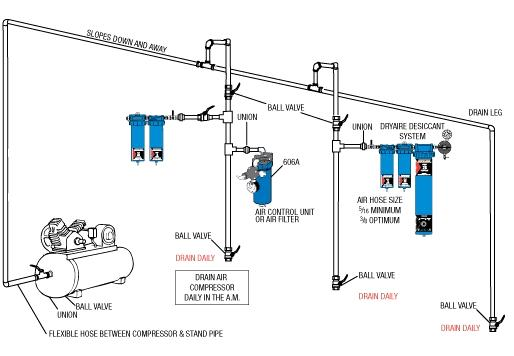 SLOPES DOWN AND AWAY
BALL VALVE
DRAIN LEG
UNION
UNION
DRYAIRE DESICCANT
SYSTEM
606A
AIR HOSE SIZE
5/16 MINIMUM
3/8 OPTIMUM
AIR CONTROL UNIT
OR AIR FILTER
BALL VALVE
DRAIN DAILY
DRAIN AIR
COMPRESSOR
DAILY IN THE A.M.
BALL VALVE
DRAIN DAILY
BALL VALVE
UNION
BALL VALVE
DRAIN DAILY
FLEXIBLE HOSE BETWEEN COMPRESSOR & STAND PIPE